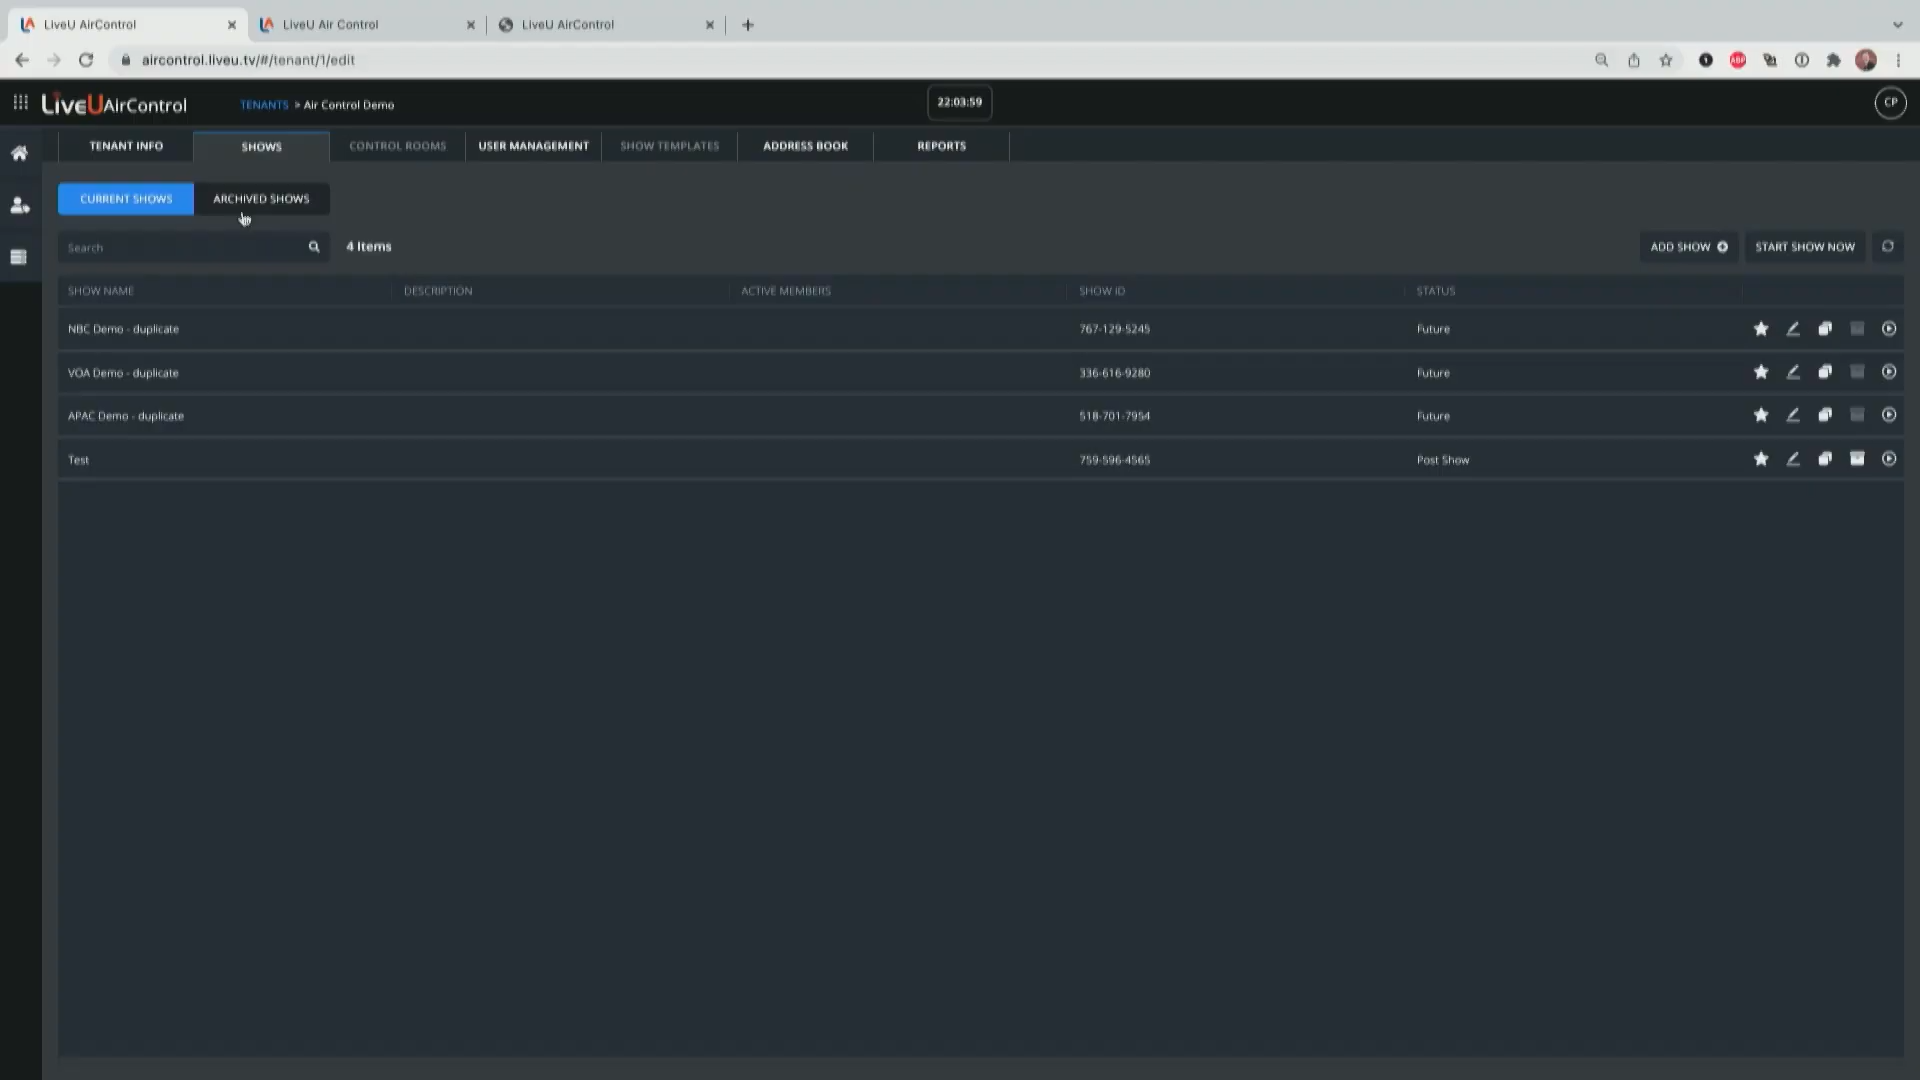 LiveU AirControl
LiveU Air Control
LiveU AirControl
aircontrol.liveu.tv/#/tenant/1/edit
ABP
LiveU AirControl
TENANTS > Air Control Demo
22:03:59
CP
TENANT INFO
SHOWS
CONTROL ROOMS
USER MANAGEMENT
SHOW TEMPLATES
ADDRESS BOOK
REPORTS
CURRENT SHOWS
ARCHIVED SHOWS
Search
4 Items
ADD SHOW
START SHOW NOW
SHOW NAME DESCRIPTION ACTIVE MEMBERS SHOW ID STATUS
NBC Demo - duplicate 767-129-5245 Future
VOA Demo - duplicate 336-616-9280 Future
APAC Demo - duplicate 518-701-7954 Future
Test 759-596-4565 Post Show